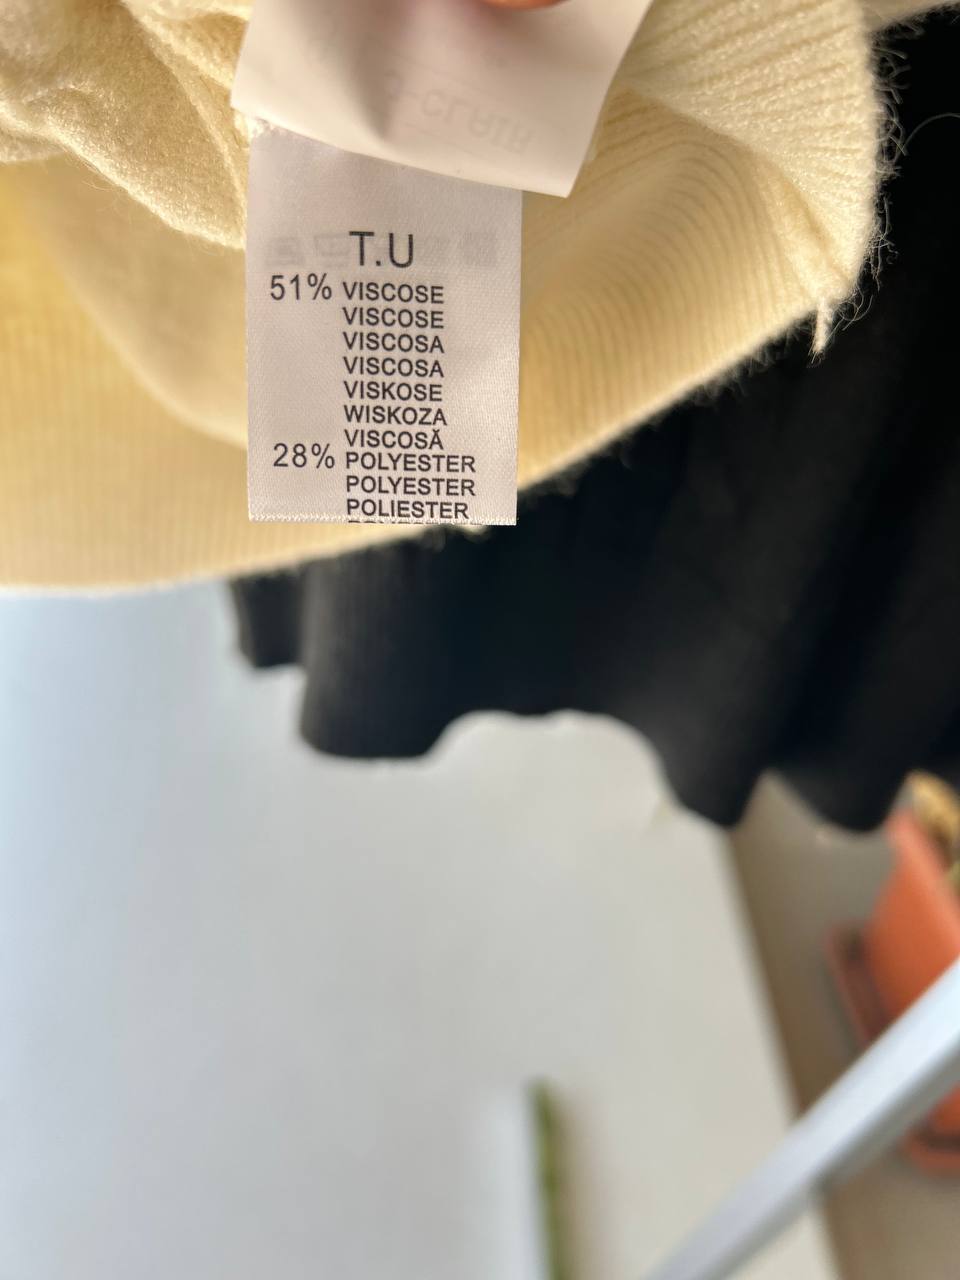 T.U
51% VISCOSE
VISCOSE
VISCOSA
VISCOSA
VISKOSE
WISKOZA
VISCOSĂ
28% POLYESTER
POLYESTER
POLIESTER